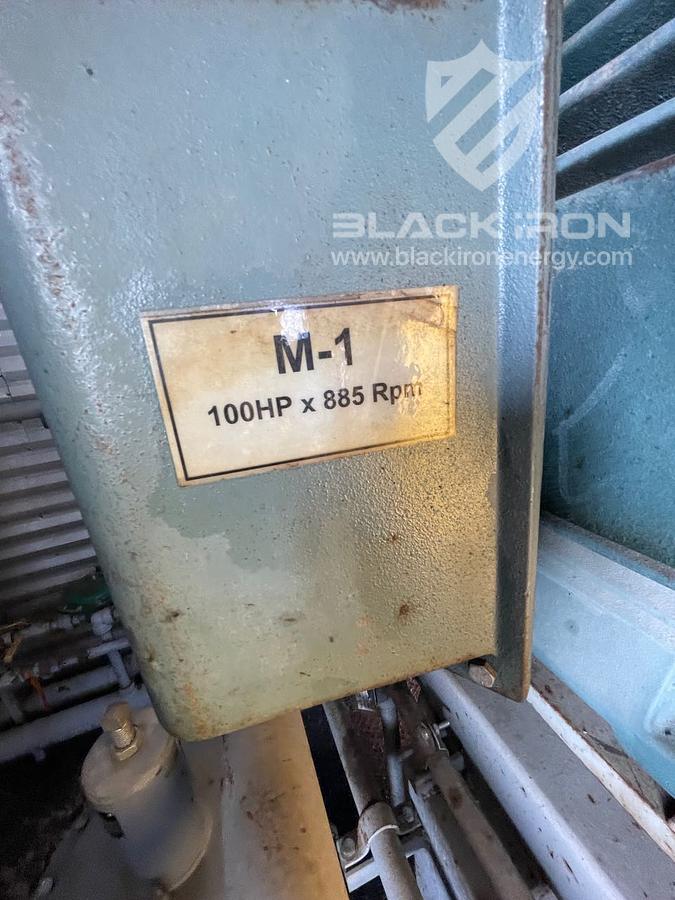 BLACK IRON
www.blackironenergy.com
M-1
100HP x 885 Rpm